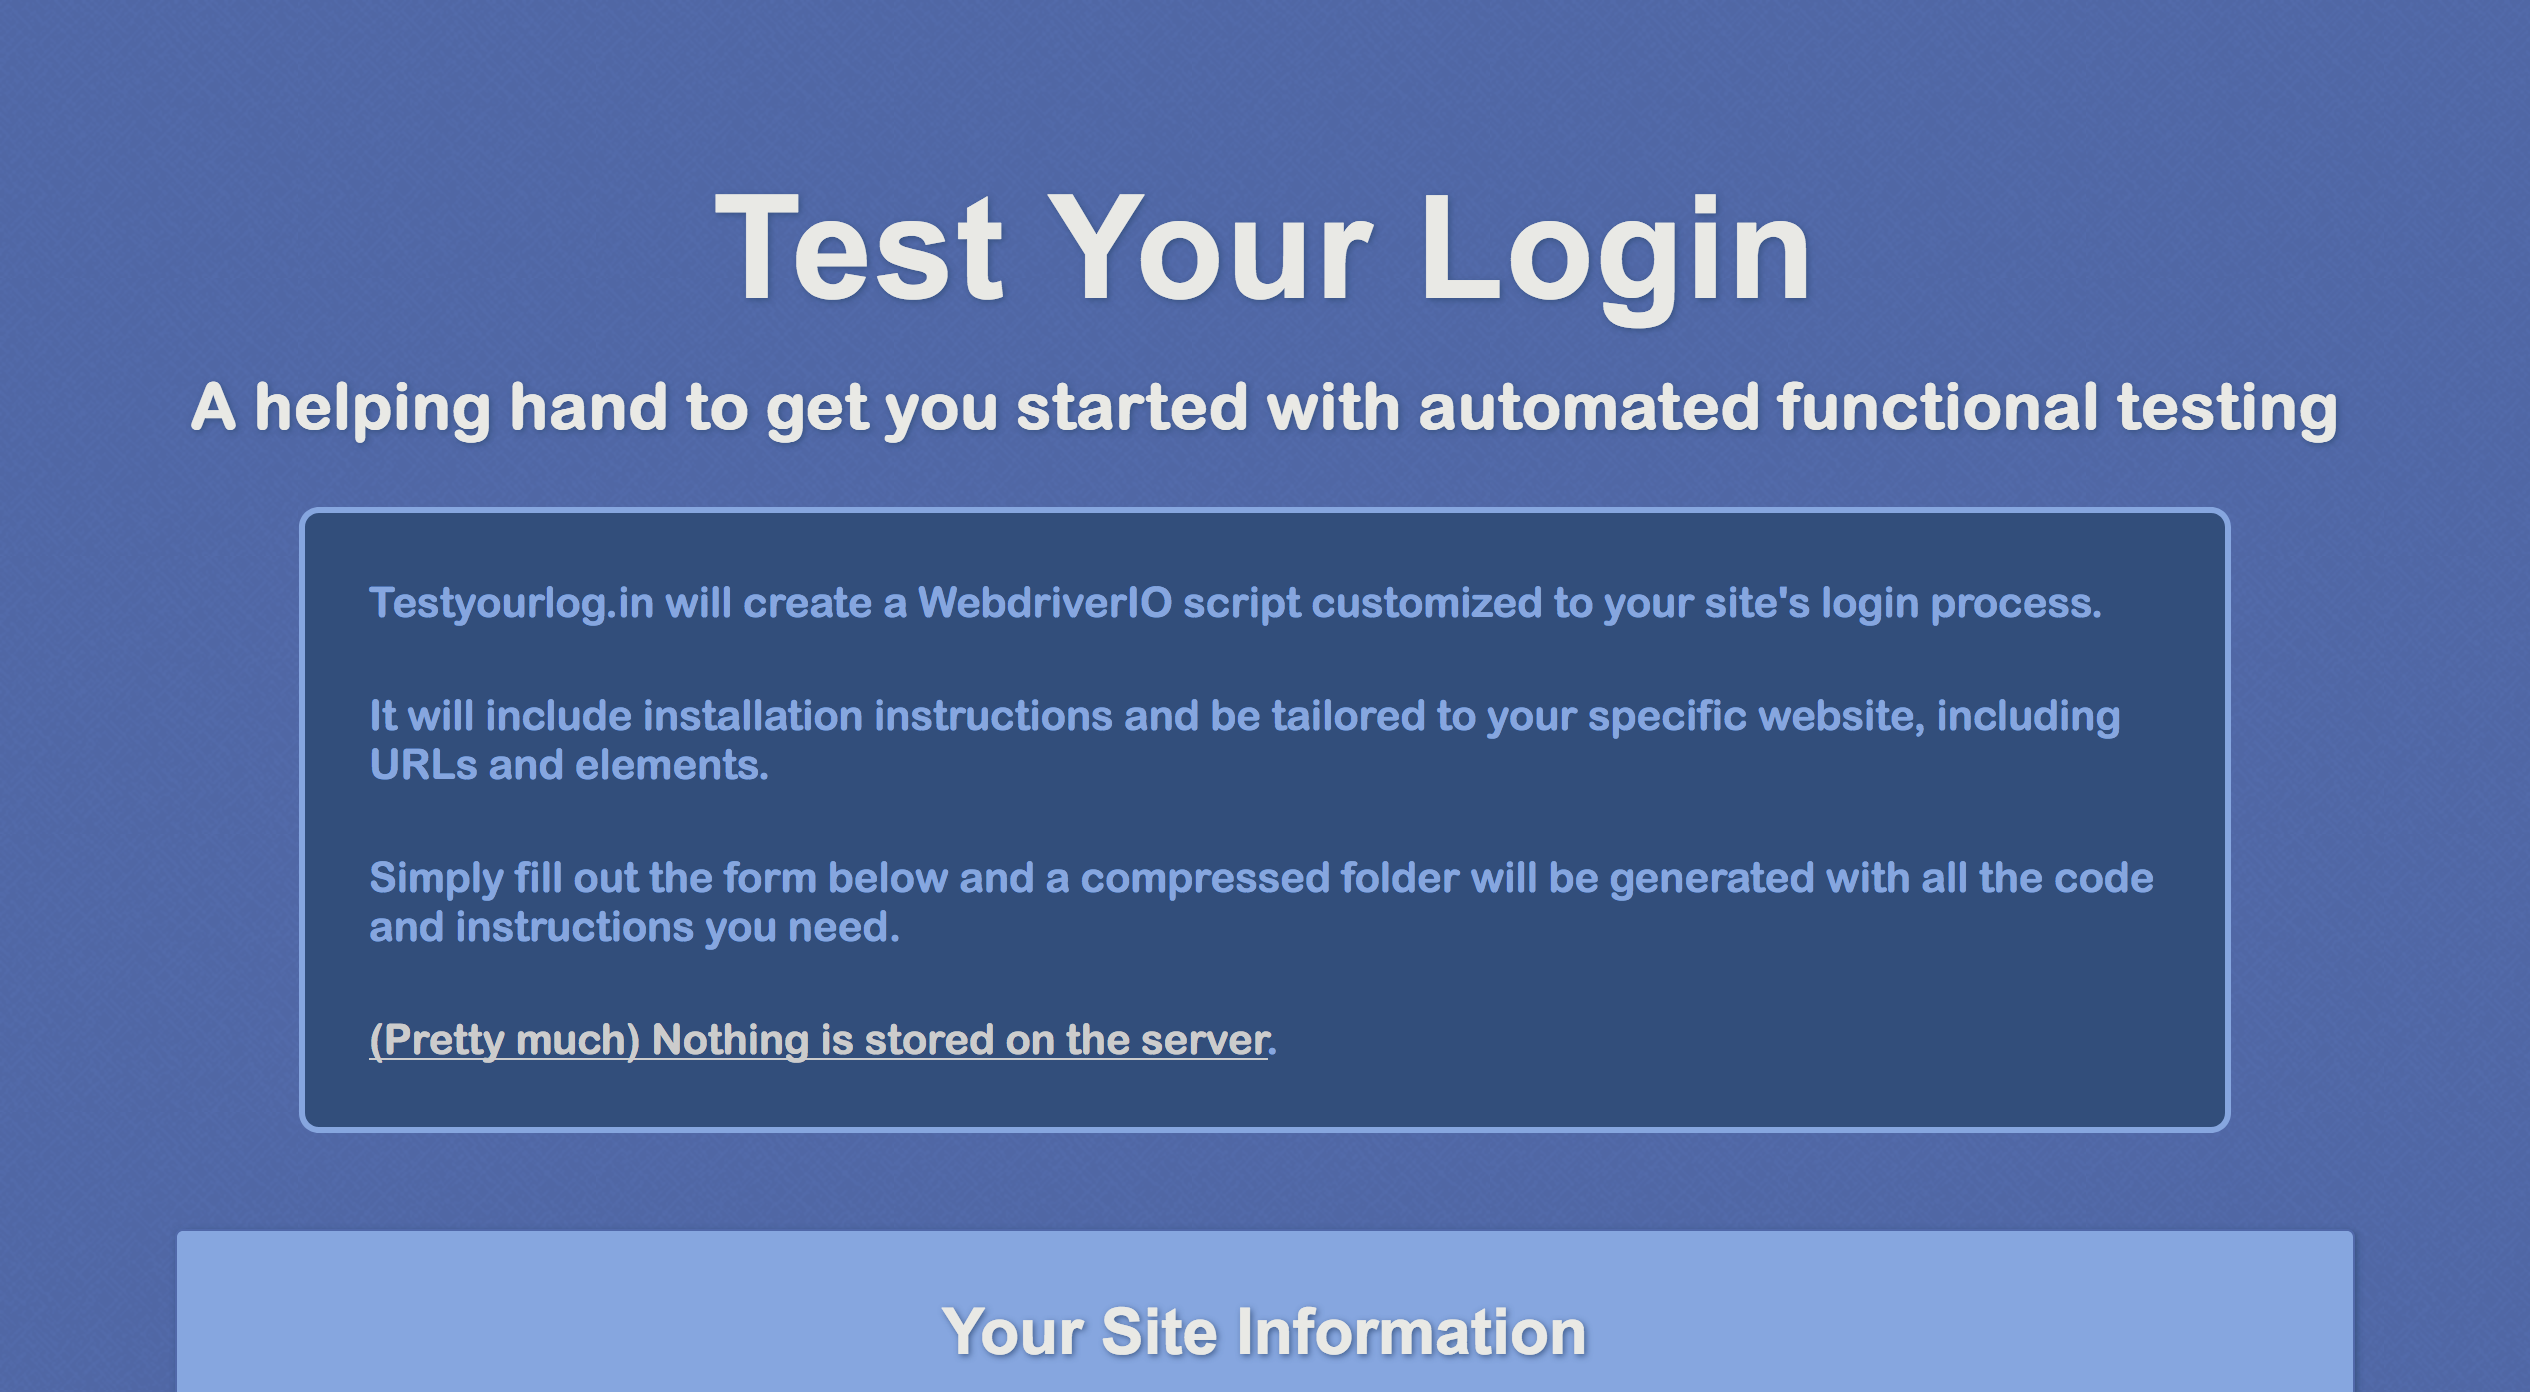 Test Your Login
A helping hand to get you started with automated functional testing
Testyourlog.in will create a WebdriverIO script customized to your site's login process.
It will include installation instructions and be tailored to your specific website, including
URLs and elements.
Simply fill out the form below and a compressed folder will be generated with all the code
and instructions you need.
(Pretty much) Nothing is stored on the server.
Your Site Information